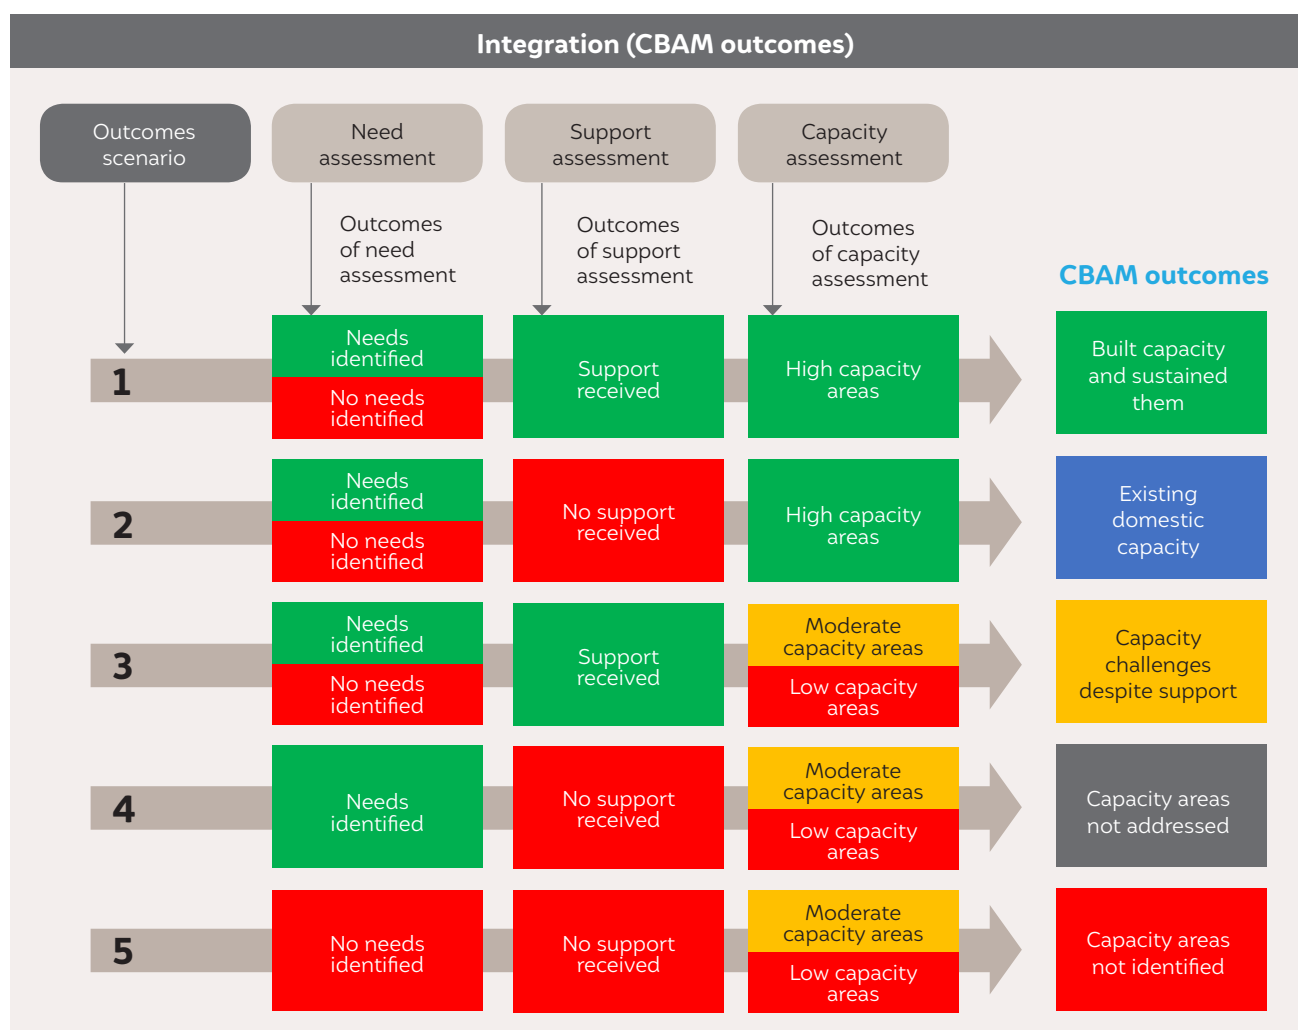 Integration (CBAM outcomes)
Outcomes
scenario
Need
assessment
Support
assessment
Capacity
assessment
Outcomes
of need
assessment
Outcomes
of support
assessment
Outcomes
of capacity
assessment
CBAM outcomes
1
Needs
identified
No needs
identified
Support
received
High capacity
areas
Built capacity
and sustained
them
2
Needs
identified
No needs
identified
No support
received
High capacity
areas
Existing
domestic
capacity
3
Needs
identified
No needs
identified
Support
received
Moderate
capacity areas
Low capacity
areas
Capacity
challenges
despite support
4
Needs
identified
No support
received
Moderate
capacity areas
Low capacity
areas
Capacity areas
not addressed
5
No needs
identified
No support
received
Moderate
capacity areas
Low capacity
areas
Capacity areas
not identified